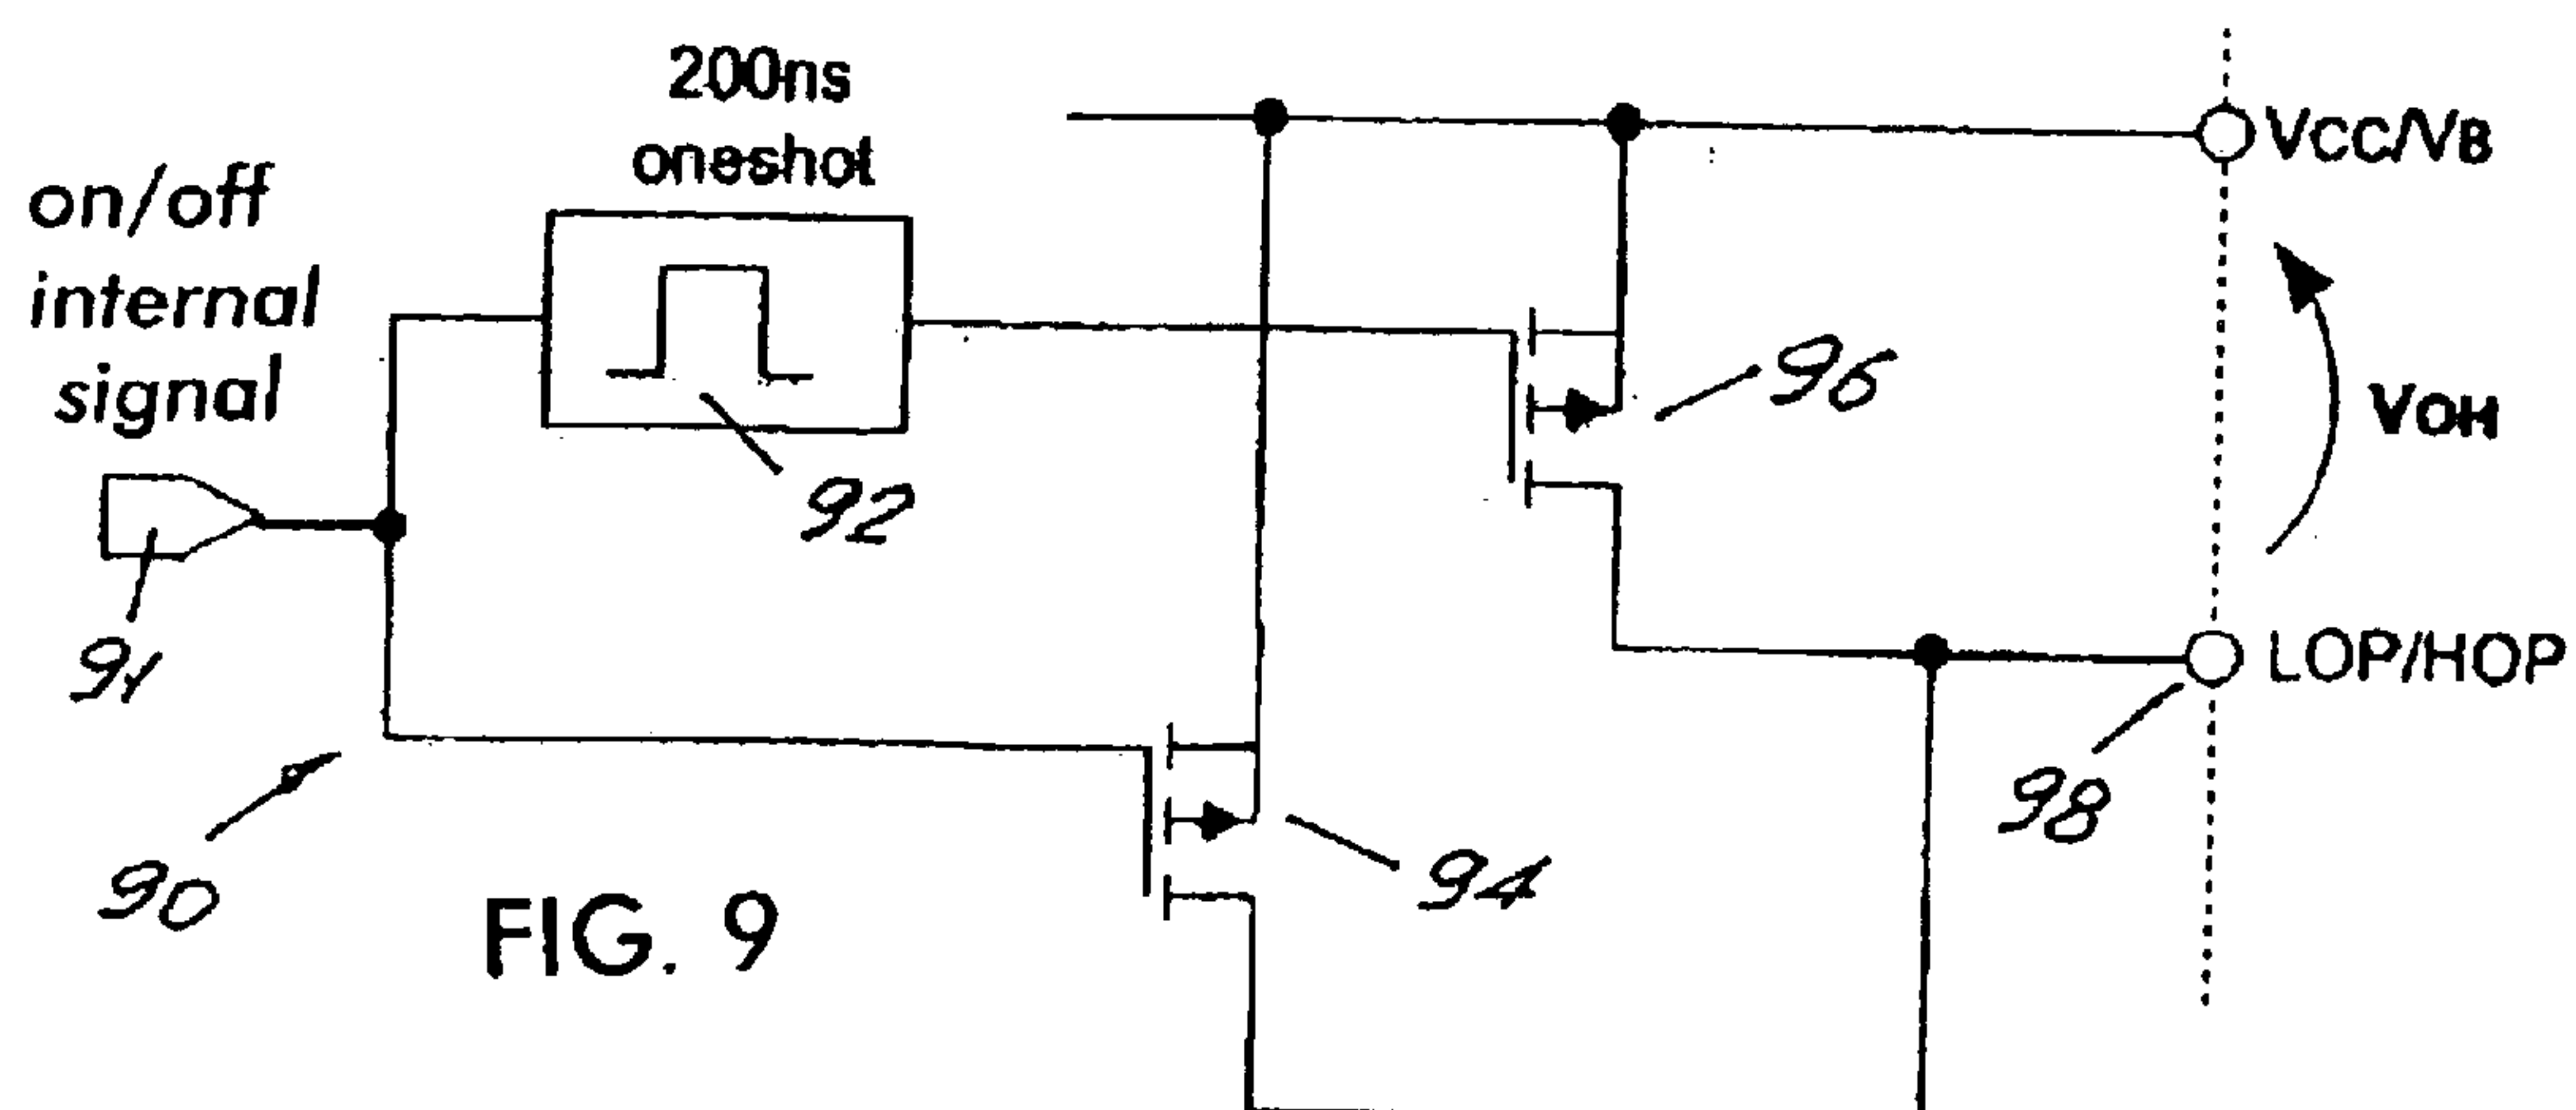 200ns
oneshot
on/off
internal
signal
VCC/VB
VOH
LOP/HOP
91
92
96
94
98
90
FIG. 9